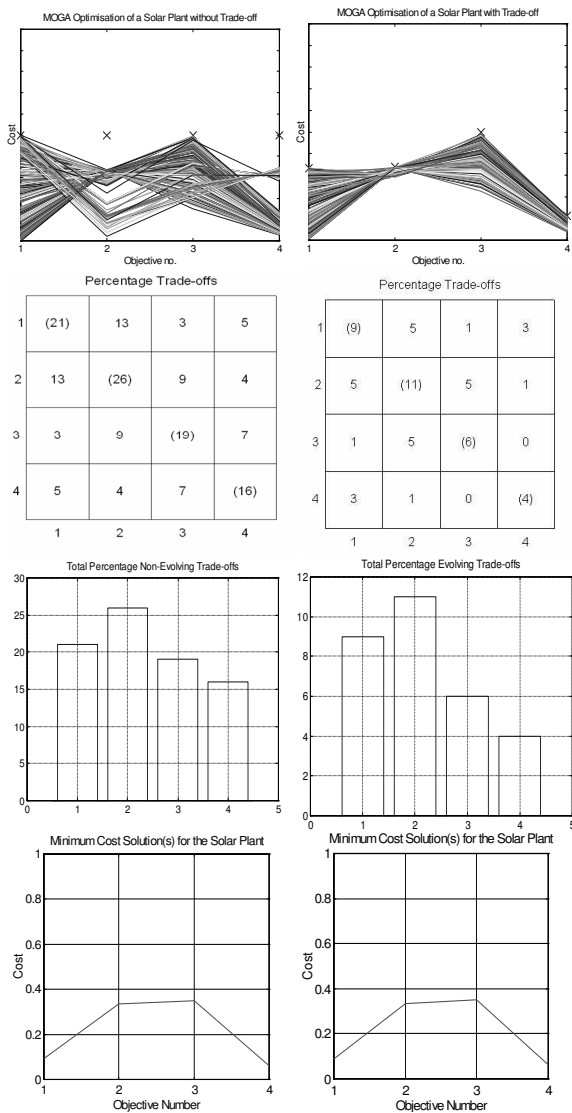 MOGA Optimisation of a Solar Plant without Trade-off
Cost
1 2 3 4
Objective no.
MOGA Optimisation of a Solar Plant with Trade-off
Cost
1 2 3 4
Objective no.
Percentage Trade-offs
1 (21) 13 3 5
2 13 (26) 9 4
3 3 9 (19) 7
4 5 4 7 (16)
1 2 3 4
Percentage Trade-offs
1 (9) 5 1 3
2 5 (11) 5 1
3 1 5 (6) 0
4 3 1 0 (4)
1 2 3 4
Total Percentage Non-Evolving Trade-offs
30
25
20
15
10
5
0
0 1 2 3 4 5
Total Percentage Evolving Trade-offs
12
10
8
6
4
2
0
0 1 2 3 4 5
Minimum Cost Solution(s) for the Solar Plant
1
0.8
0.6
0.4
0.2
0
Cost
1 2 3 4
Objective Number
Minimum Cost Solution(s) for the Solar Plant
1
0.8
0.6
0.4
0.2
0
Cost
1 2 3 4
Objective Number